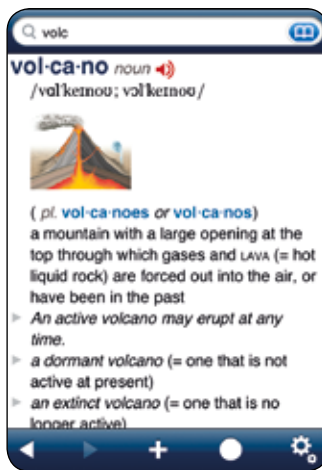 volc
vol·ca·no noun
/vɑlˈkeɪnoʊ; vɔlˈkeɪnoʊ/
( pl. vol·ca·noes or vol·ca·nos)
a mountain with a large opening at the
top through which gases and LAVA (= hot
liquid rock) are forced out into the air, or
have been in the past
An active volcano may erupt at any
time.
a dormant volcano (= one that is not
active at present)
an extinct volcano (= one that is no
longer active)